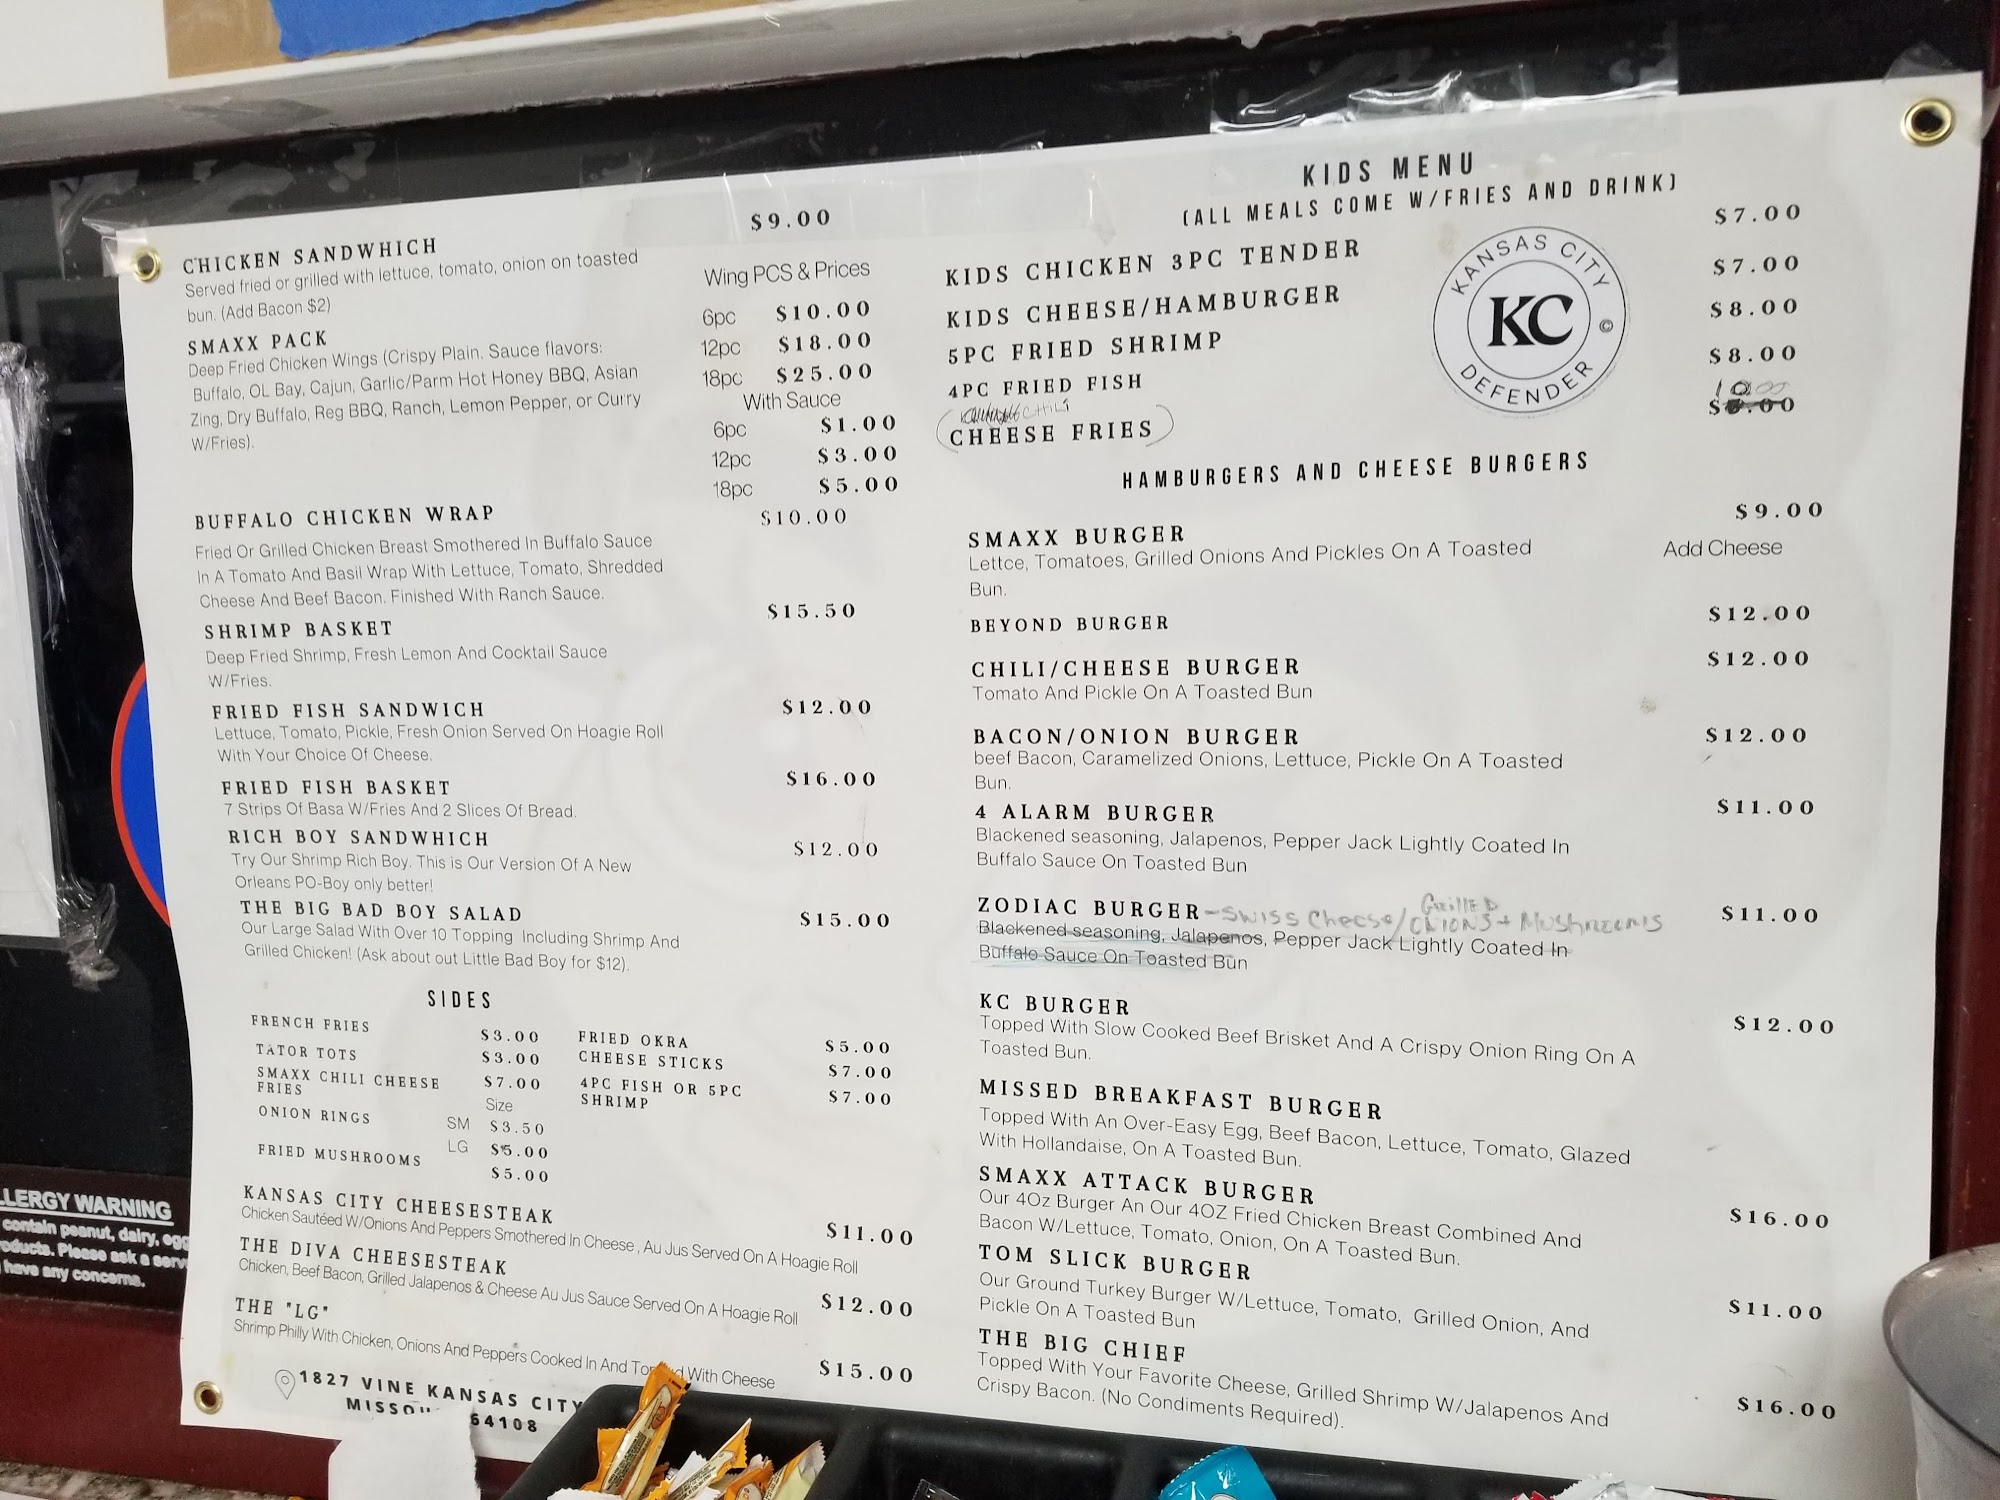 $9.00
CHICKEN SANDWHICH
Served fried or grilled with lettuce, tomato, onion on toasted
bun. (Add Bacon $2)
SMAXX PACK
Deep Fried Chicken Wings (Crispy Plain. Sauce flavors:
Buffalo, OL Bay, Cajun, Garlic/Parm Hot Honey BBQ, Asian
Zing, Dry Buffalo, Reg BBQ, Ranch, Lemon Pepper, or Curry
W/Fries).
Wing PCS & Prices
6pc $10.00
12pc $18.00
18pc $25.00
With Sauce
6pc $1.00
12pc $3.00
18pc $5.00
BUFFALO CHICKEN WRAP $10.00
Fried Or Grilled Chicken Breast Smothered In Buffalo Sauce
In A Tomato And Basil Wrap With Lettuce, Tomato, Shredded
Cheese And Beef Bacon. Finished With Ranch Sauce.
SHRIMP BASKET $15.50
Deep Fried Shrimp, Fresh Lemon And Cocktail Sauce
W/Fries.
FRIED FISH SANDWICH $12.00
Lettuce, Tomato, Pickle, Fresh Onion Served On Hoagie Roll
With Your Choice Of Cheese.
FRIED FISH BASKET $16.00
7 Strips Of Basa W/Fries And 2 Slices Of Bread.
RICH BOY SANDWHICH $12.00
Try Our Shrimp Rich Boy. This is Our Version Of A New
Orleans PO-Boy only better!
THE BIG BAD BOY SALAD $15.00
Our Large Salad With Over 10 Topping Including Shrimp And
Grilled Chicken! (Ask about out Little Bad Boy for $12).
SIDES
FRENCH FRIES $3.00
TATOR TOTS $3.00
SMAXX CHILI CHEESE $7.00
FRIES
Size
ONION RINGS SM $3.50
LG $5.00
FRIED MUSHROOMS $5.00
FRIED OKRA $5.00
CHEESE STICKS $7.00
4PC FISH OR 5PC $7.00
SHRIMP
KANSAS CITY CHEESESTEAK $11.00
Chicken Sautéed W/Onions And Peppers Smothered In Cheese, Au Jus Served On A Hoagie Roll
THE DIVA CHEESESTEAK $12.00
Chicken, Beef Bacon, Grilled Jalapenos & Cheese Au Jus Sauce Served On A Hoagie Roll
THE "LG" $15.00
Shrimp Philly With Chicken, Onions And Peppers Cooked In And With Cheese
1827 VINE KANSAS CITY
64108
KIDS MENU
(ALL MEALS COME W/FRIES AND DRINK)
KIDS CHICKEN 3PC TENDER $7.00
KIDS CHEESE/HAMBURGER $7.00
5PC FRIED SHRIMP $8.00
4PC FRIED FISH $8.00
CHILI 10.00
CHEESE FRIES
KANSAS CITY
KC
©
DEFENDER
HAMBURGERS AND CHEESE BURGERS
SMAXX BURGER $9.00
Lettce, Tomatoes, Grilled Onions And Pickles On A Toasted
Bun.
Add Cheese
BEYOND BURGER $12.00
CHILI/CHEESE BURGER $12.00
Tomato And Pickle On A Toasted Bun
BACON/ONION BURGER $12.00
beef Bacon, Caramelized Onions, Lettuce, Pickle On A Toasted
Bun.
4 ALARM BURGER $11.00
Blackened seasoning, Jalapenos, Pepper Jack Lightly Coated In
Buffalo Sauce On Toasted Bun
ZODIAC BURGER - SWISS Cheese/GRILLED ONIONS + MUSHROOMS $11.00
Blackened seasoning, Jalapenos, Pepper Jack Lightly Coated In
Buffalo Sauce On Toasted Bun
KC BURGER $12.00
Topped With Slow Cooked Beef Brisket And A Crispy Onion Ring On A
Toasted Bun.
MISSED BREAKFAST BURGER
Topped With An Over-Easy Egg, Beef Bacon, Lettuce, Tomato, Glazed
With Hollandaise, On A Toasted Bun.
SMAXX ATTACK BURGER $16.00
Our 4Oz Burger An Our 4OZ Fried Chicken Breast Combined And
Bacon W/Lettuce, Tomato, Onion, On A Toasted Bun.
TOM SLICK BURGER $11.00
Our Ground Turkey Burger W/Lettuce, Tomato, Grilled Onion, And
Pickle On A Toasted Bun
THE BIG CHIEF $16.00
Topped With Your Favorite Cheese, Grilled Shrimp W/Jalapenos And
Crispy Bacon. (No Condiments Required).
LLERGY WARNING
contain peanut, dairy, egg
oducts. Please ask a serv
have any concerns.